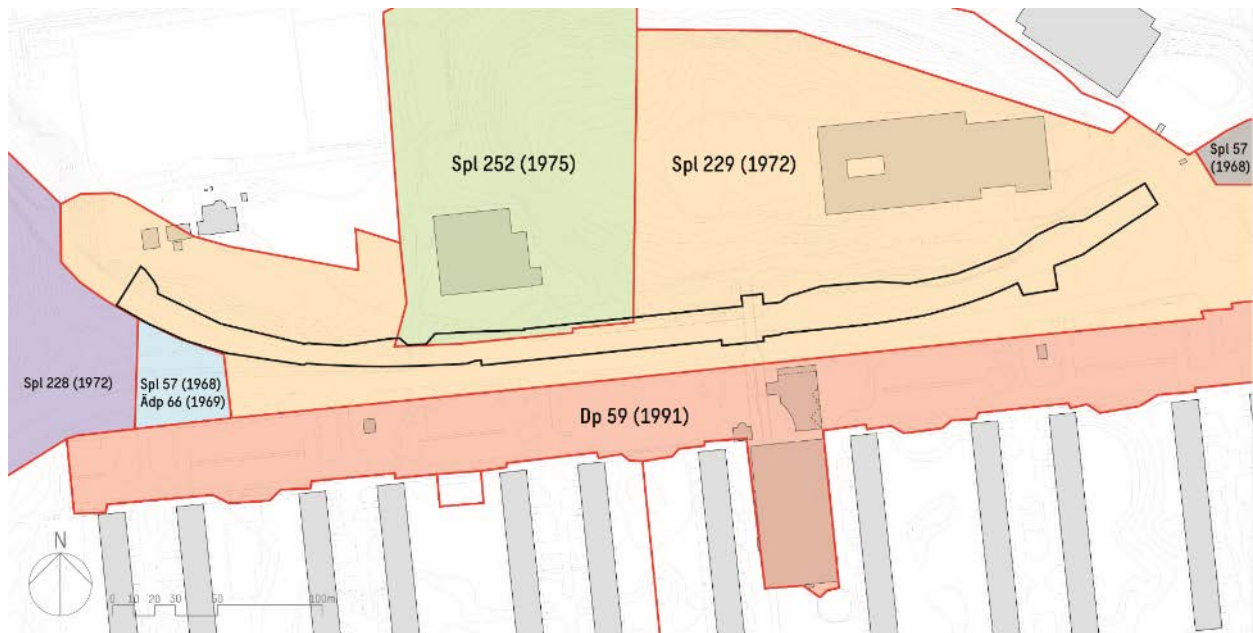 Spl 252 (1975)
Spl 229 (1972)
Spl 57
(1968)
Spl 228 (1972)
Spl 57 (1968)
Ädp 66 (1969)
Dp 59 (1991)
N
0 10 20 30 50 100m